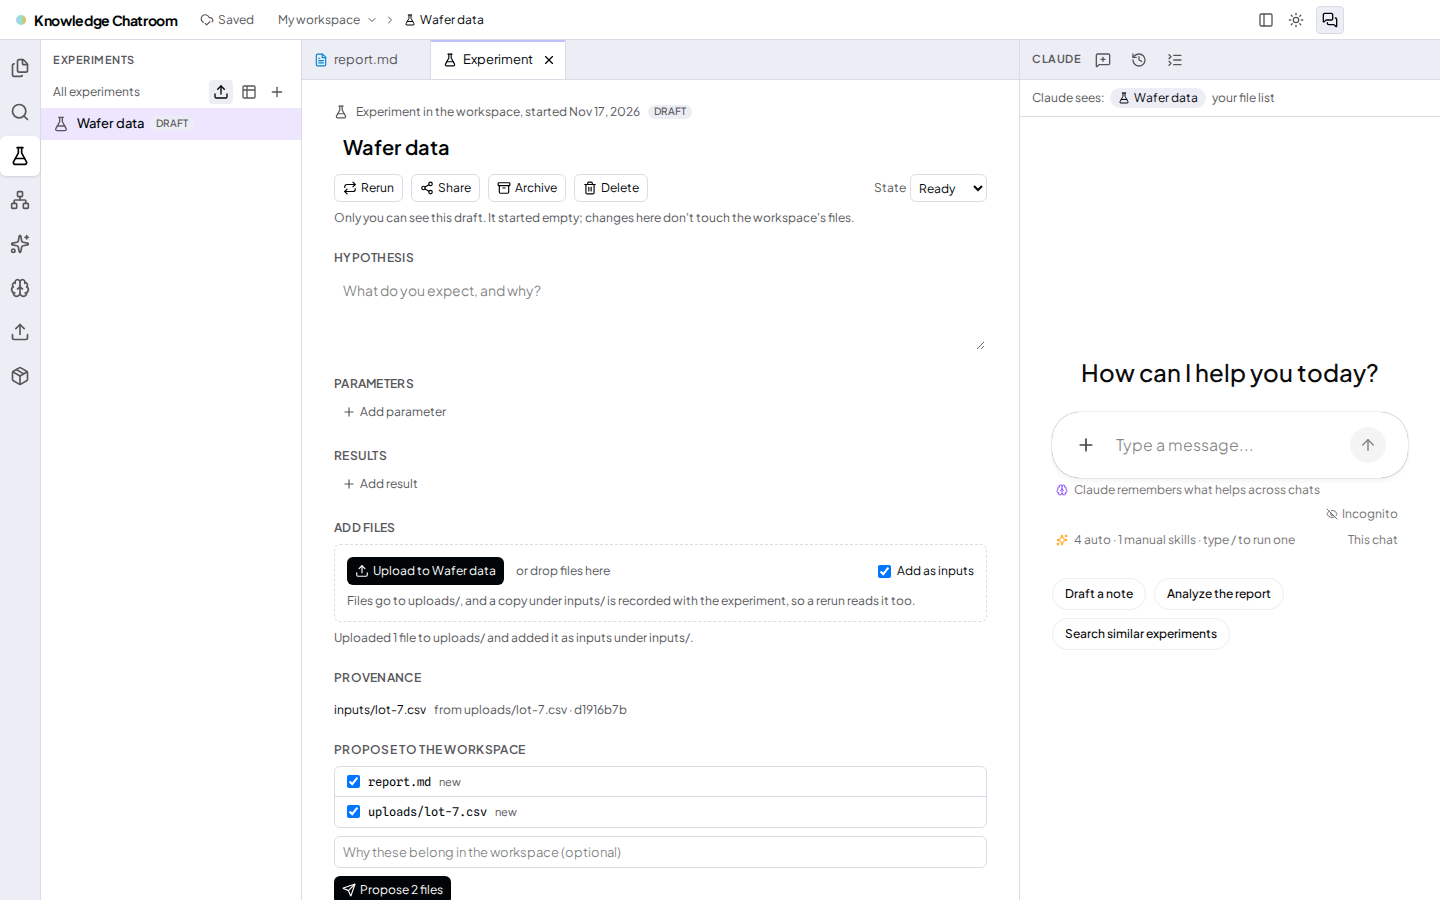 Knowledge Chatroom
Saved
My workspace
Wafer data
EXPERIMENTS
All experiments
Wafer data DRAFT
report.md
Experiment
Experiment in the workspace, started Nov 17, 2026 DRAFT
Wafer data
Rerun
Share
Archive
Delete
State Ready
Only you can see this draft. It started empty; changes here don't touch the workspace's files.
HYPOTHESIS
What do you expect, and why?
PARAMETERS
Add parameter
RESULTS
Add result
ADD FILES
Upload to Wafer data or drop files here
Add as inputs
Files go to uploads/, and a copy under inputs/ is recorded with the experiment, so a rerun reads it too.
Uploaded 1 file to uploads/ and added it as inputs under inputs/.
PROVENANCE
inputs/lot-7.csv from uploads/lot-7.csv · d1916b7b
PROPOSE TO THE WORKSPACE
report.md new
uploads/lot-7.csv new
Why these belong in the workspace (optional)
Propose 2 files
CLAUDE
Claude sees: Wafer data your file list
How can I help you today?
Type a message...
Claude remembers what helps across chats
Incognito
4 auto · 1 manual skills · type / to run one
This chat
Draft a note
Analyze the report
Search similar experiments